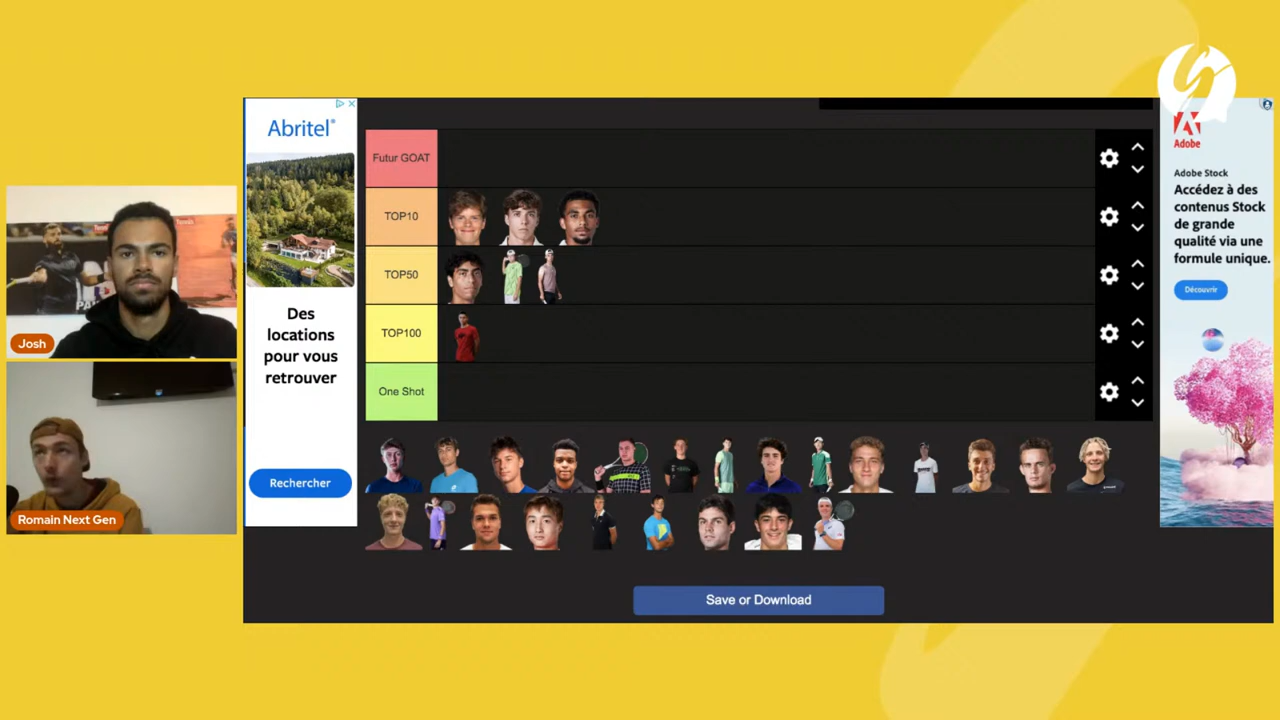 Abritel®
Des
locations
pour vous
retrouver
Rechercher
Futur GOAT
TOP10
TOP50
TOP100
One Shot
Save or Download
Adobe
Adobe Stock
Accédez à des
contenus Stock
de grande
qualité via une
formule unique.
Découvrir
Josh
Romain Next Gen